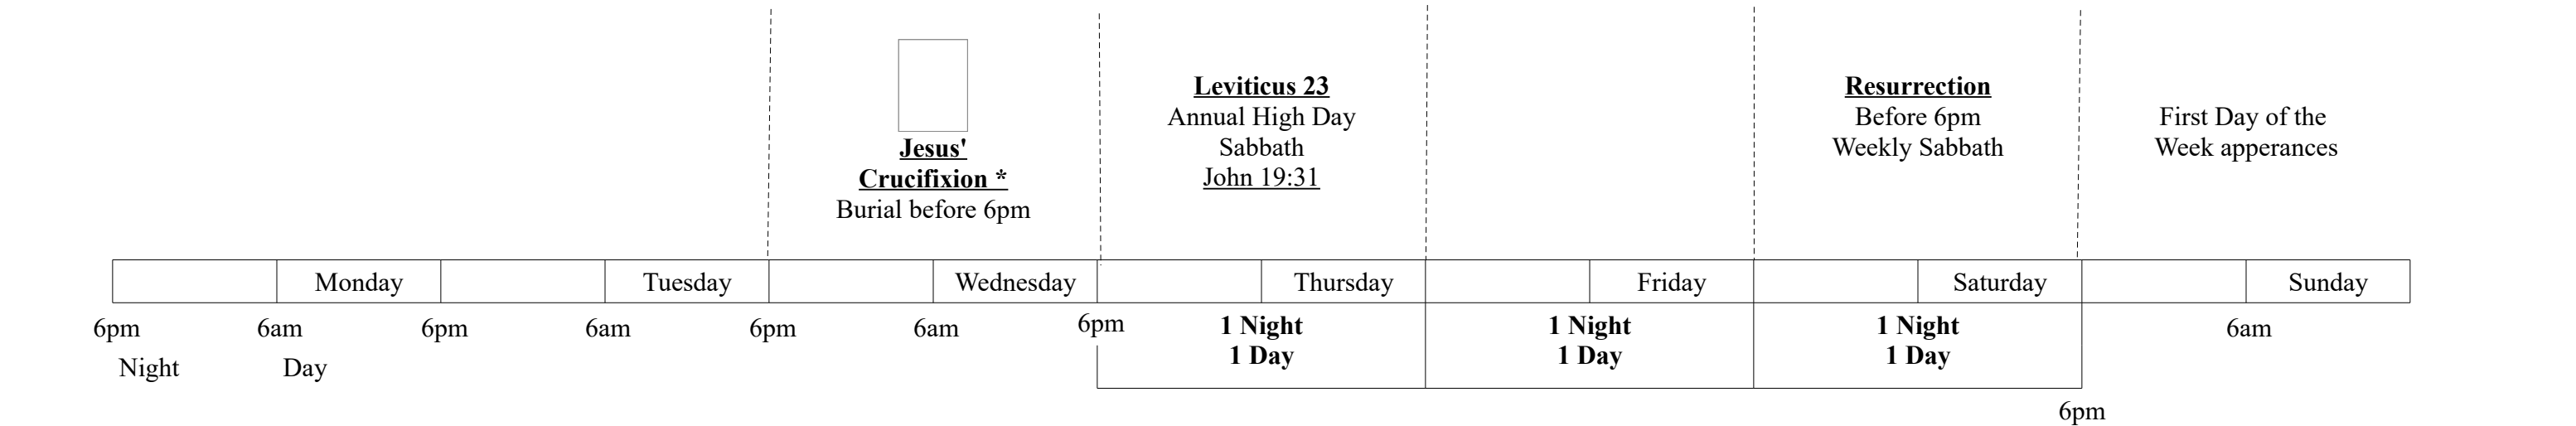 Jesus'
Crucifixion *
Burial before 6pm
Leviticus 23
Annual High Day
Sabbath
John 19:31
Resurrection
Before 6pm
Weekly Sabbath
First Day of the
Week apperances
Monday Tuesday Wednesday Thursday Friday Saturday Sunday
6pm 6am 6pm 6am 6pm 6am 6pm 1 Night 1 Night 1 Night 6am
1 Day 1 Day 1 Day
Night Day
6pm